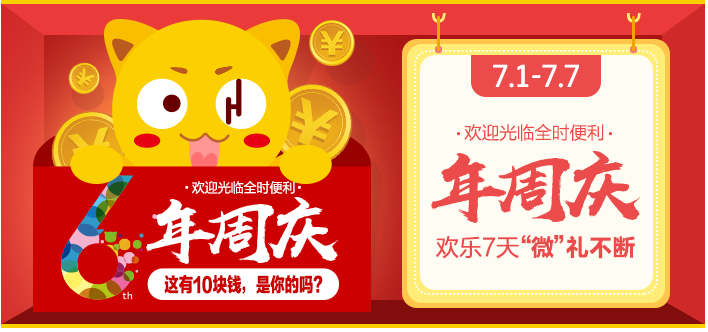 ·欢迎光临全时便利·
6th
年周庆
这有10块钱，是你的吗？
7.1-7.7
·欢迎光临全时便利·
年周庆
欢乐7天“微”礼不断